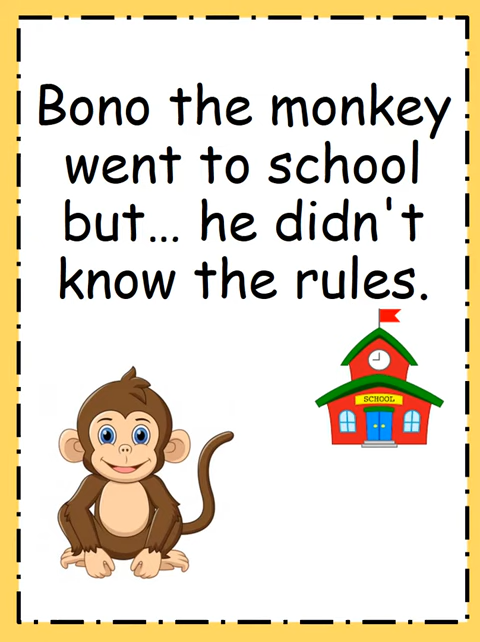 Bono the monkey
went to school
but... he didn't
know the rules.
SCHOOL